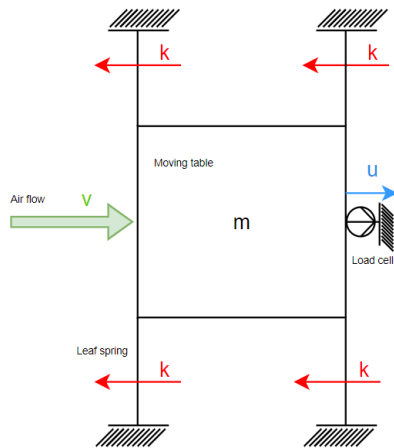 k
k
Moving table
u
Air flow
v
m
Load cell
Leaf spring
k
k